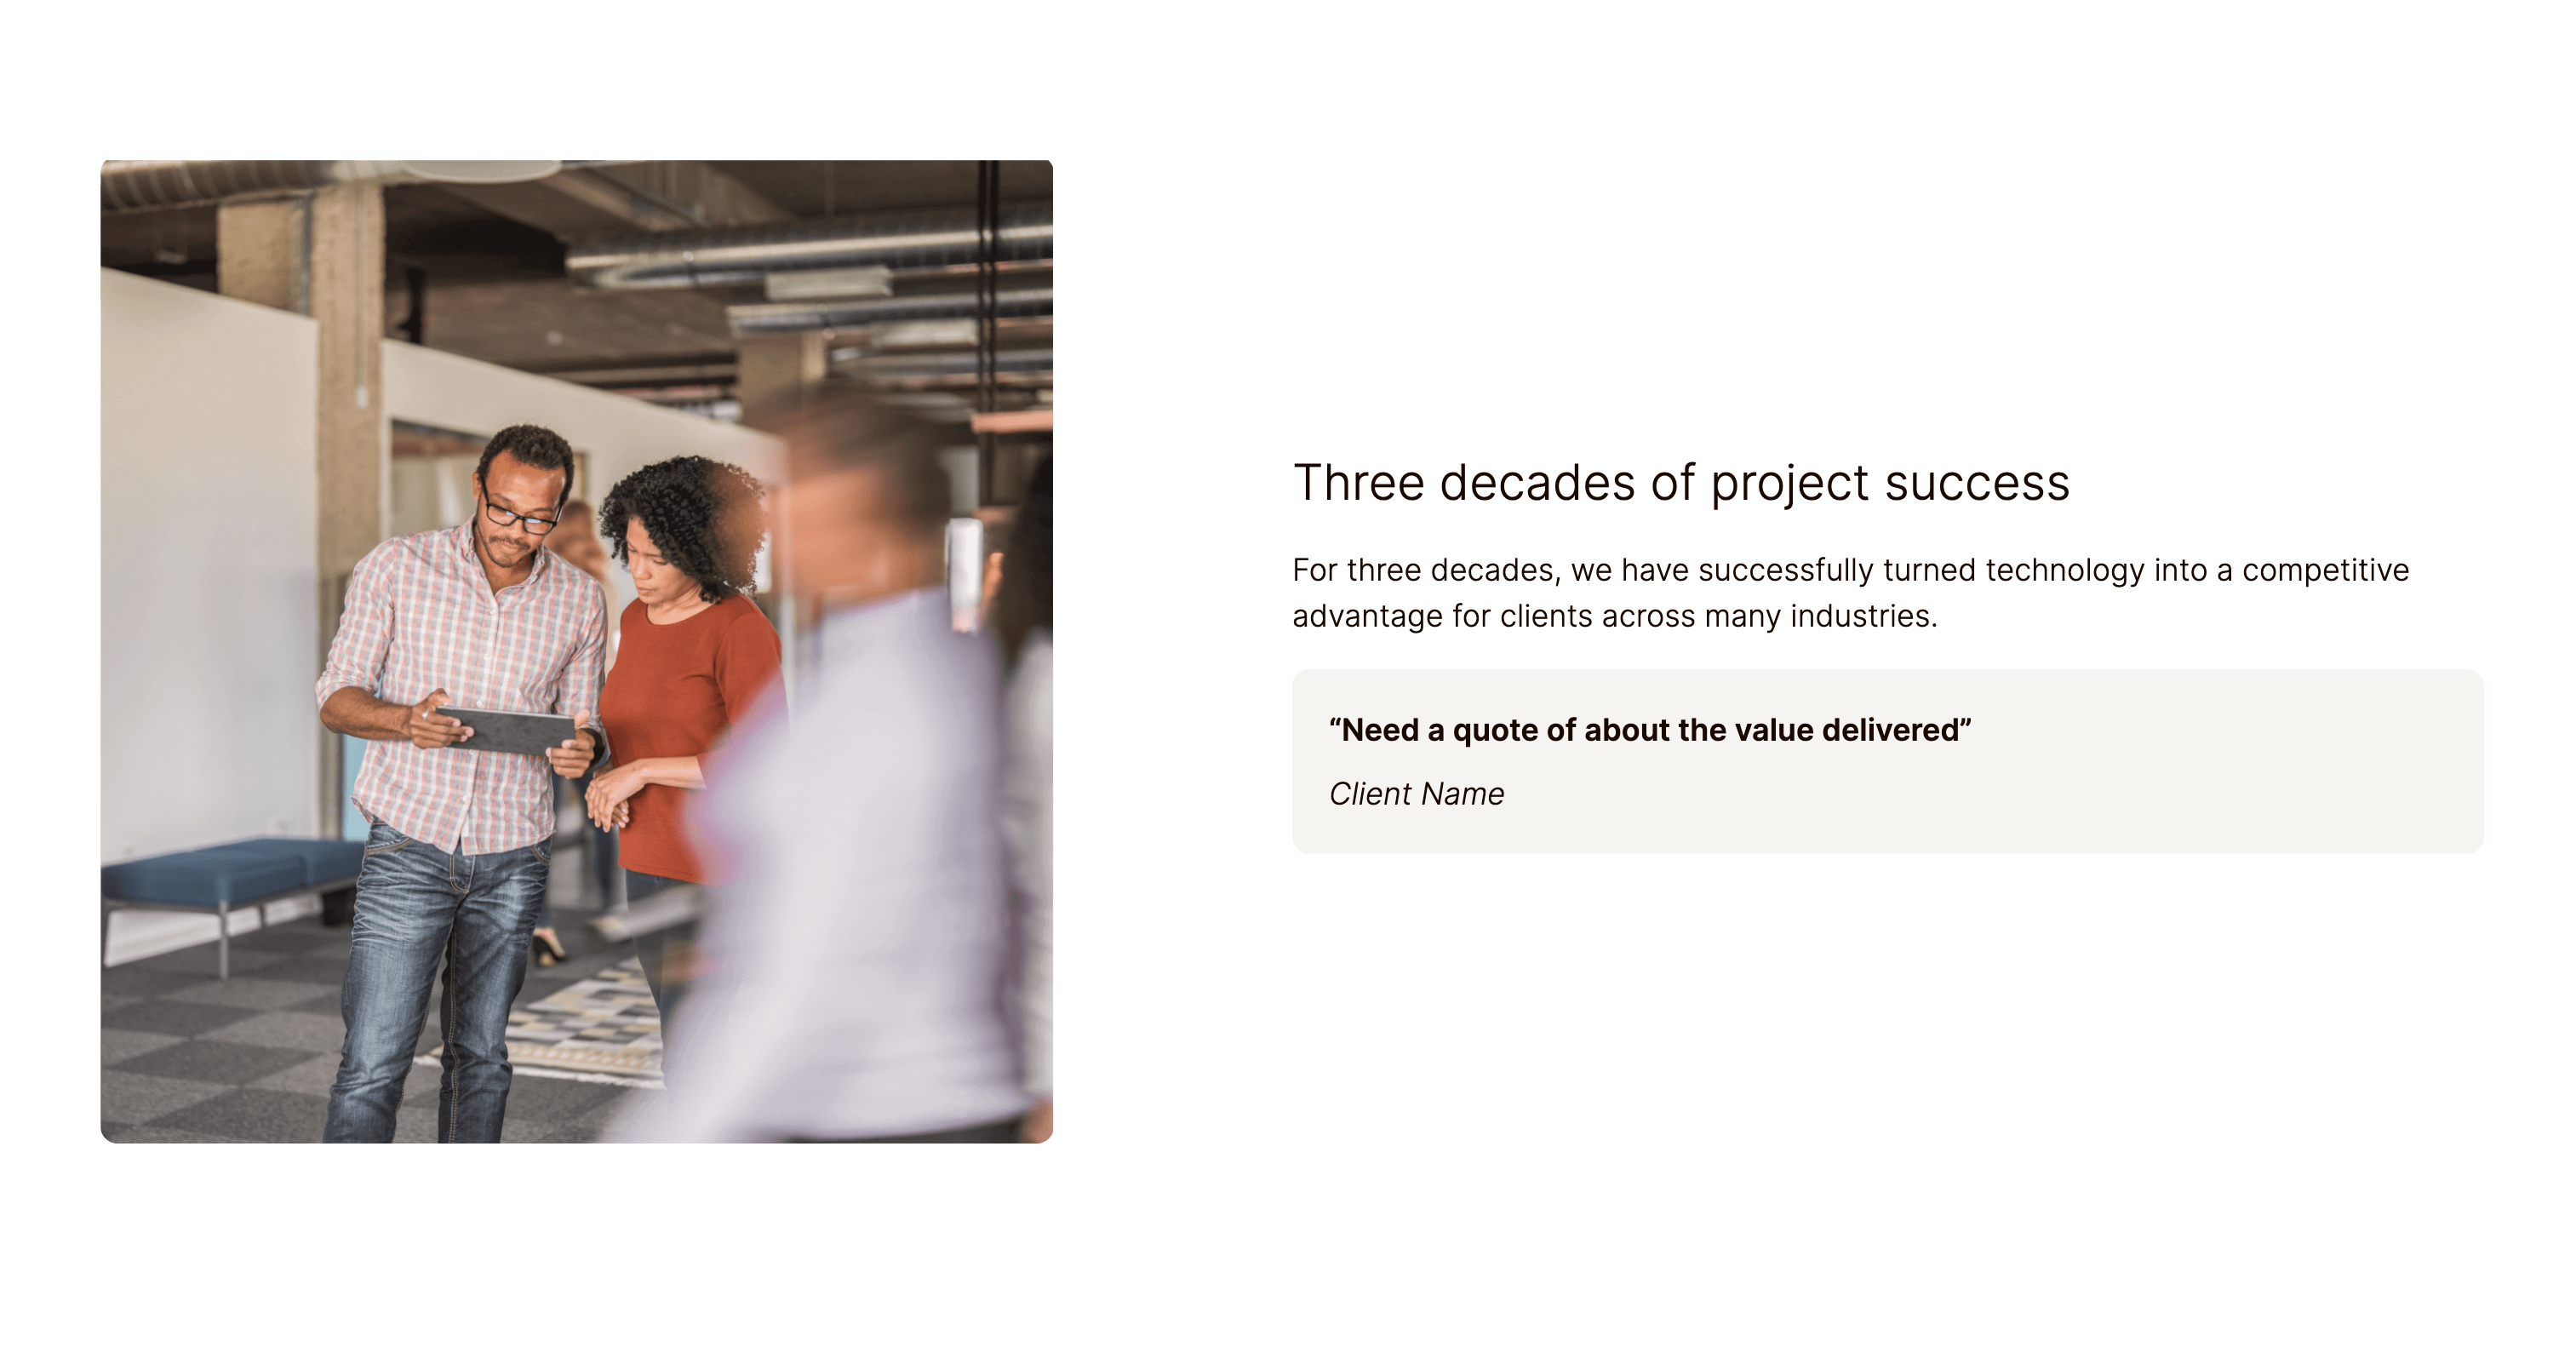 Three decades of project success
For three decades, we have successfully turned technology into a competitive
advantage for clients across many industries.
“Need a quote of about the value delivered”
Client Name